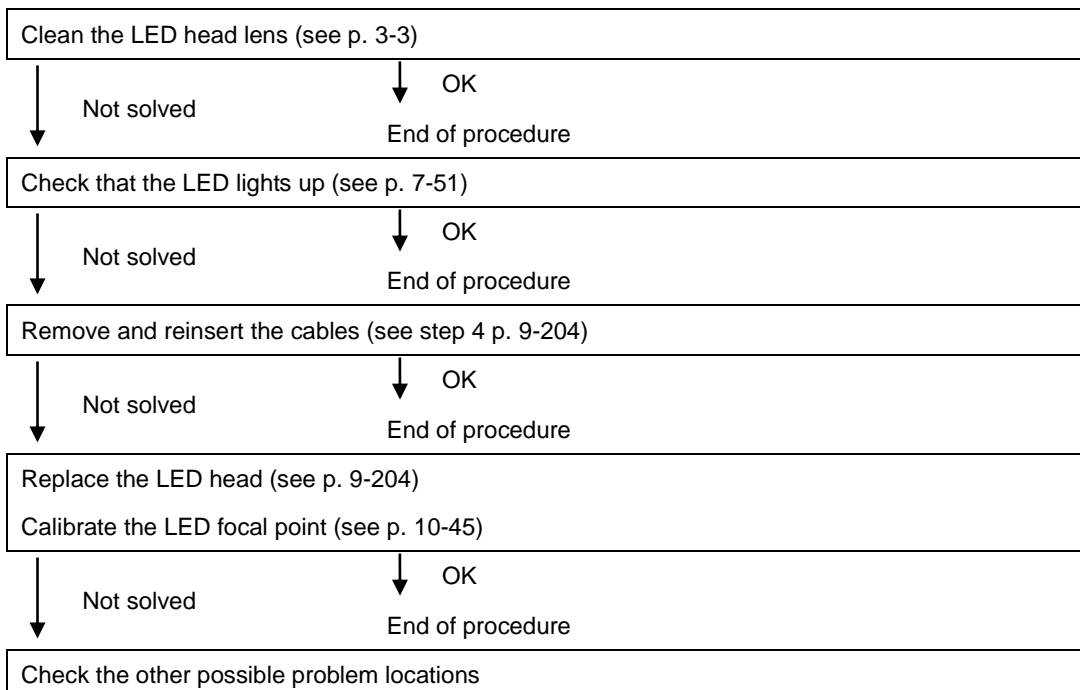 Clean the LED head lens (see p. 3-3)
OK
Not solved
End of procedure
Check that the LED lights up (see p. 7-51)
OK
Not solved
End of procedure
Remove and reinsert the cables (see step 4 p. 9-204)
OK
Not solved
End of procedure
Replace the LED head (see p. 9-204)
Calibrate the LED focal point (see p. 10-45)
OK
Not solved
End of procedure
Check the other possible problem locations